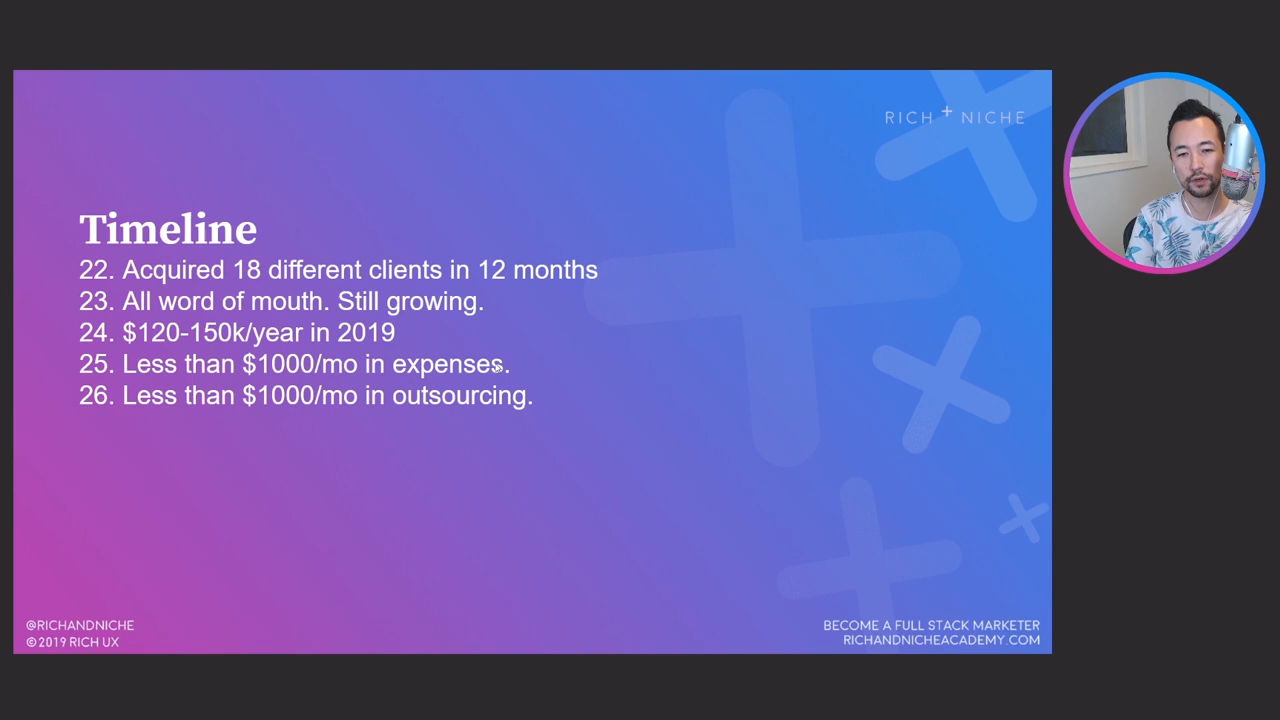 RICH + NICHE
Timeline
22. Acquired 18 different clients in 12 months
23. All word of mouth. Still growing.
24. $120-150k/year in 2019
25. Less than $1000/mo in expenses.
26. Less than $1000/mo in outsourcing.
@RICHANDNICHE
©2019 RICH UX
BECOME A FULL STACK MARKETER
RICHANDNICHEACADEMY.COM